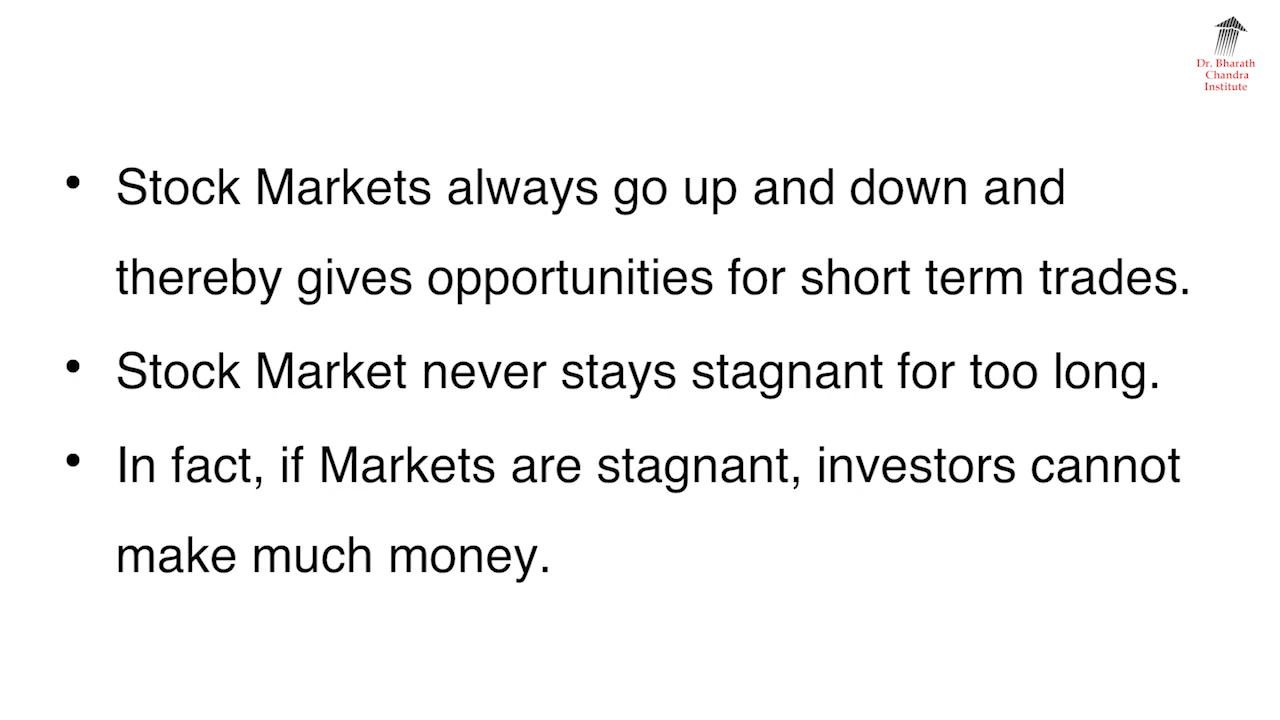 Dr. Bharath
Chandra
Institute
• Stock Markets always go up and down and
thereby gives opportunities for short term trades.
• Stock Market never stays stagnant for too long.
• In fact, if Markets are stagnant, investors cannot
make much money.